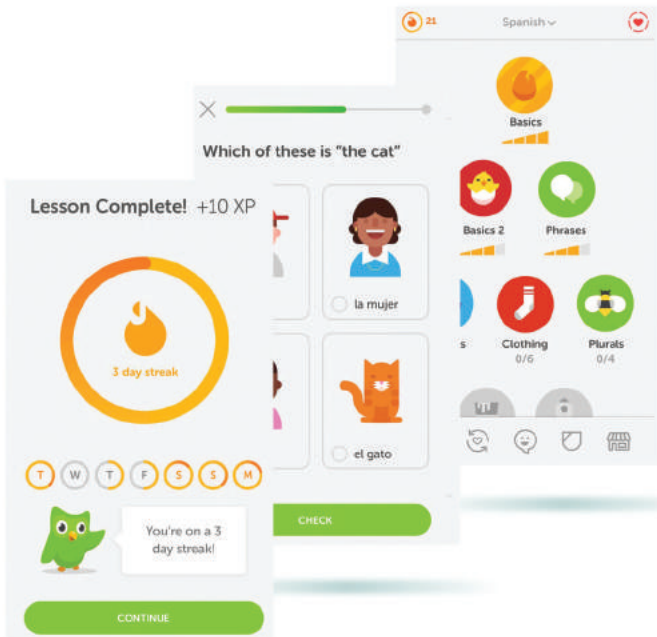 Lesson Complete! +10 XP
3 day streak
T W T F S S M
You're on a 3
day streak!
CONTINUE
Which of these is "the cat"
la mujer
el gato
CHECK
21
Spanish
Basics
Basics 2
Phrases
s
Clothing
Plurals
0/6
0/4